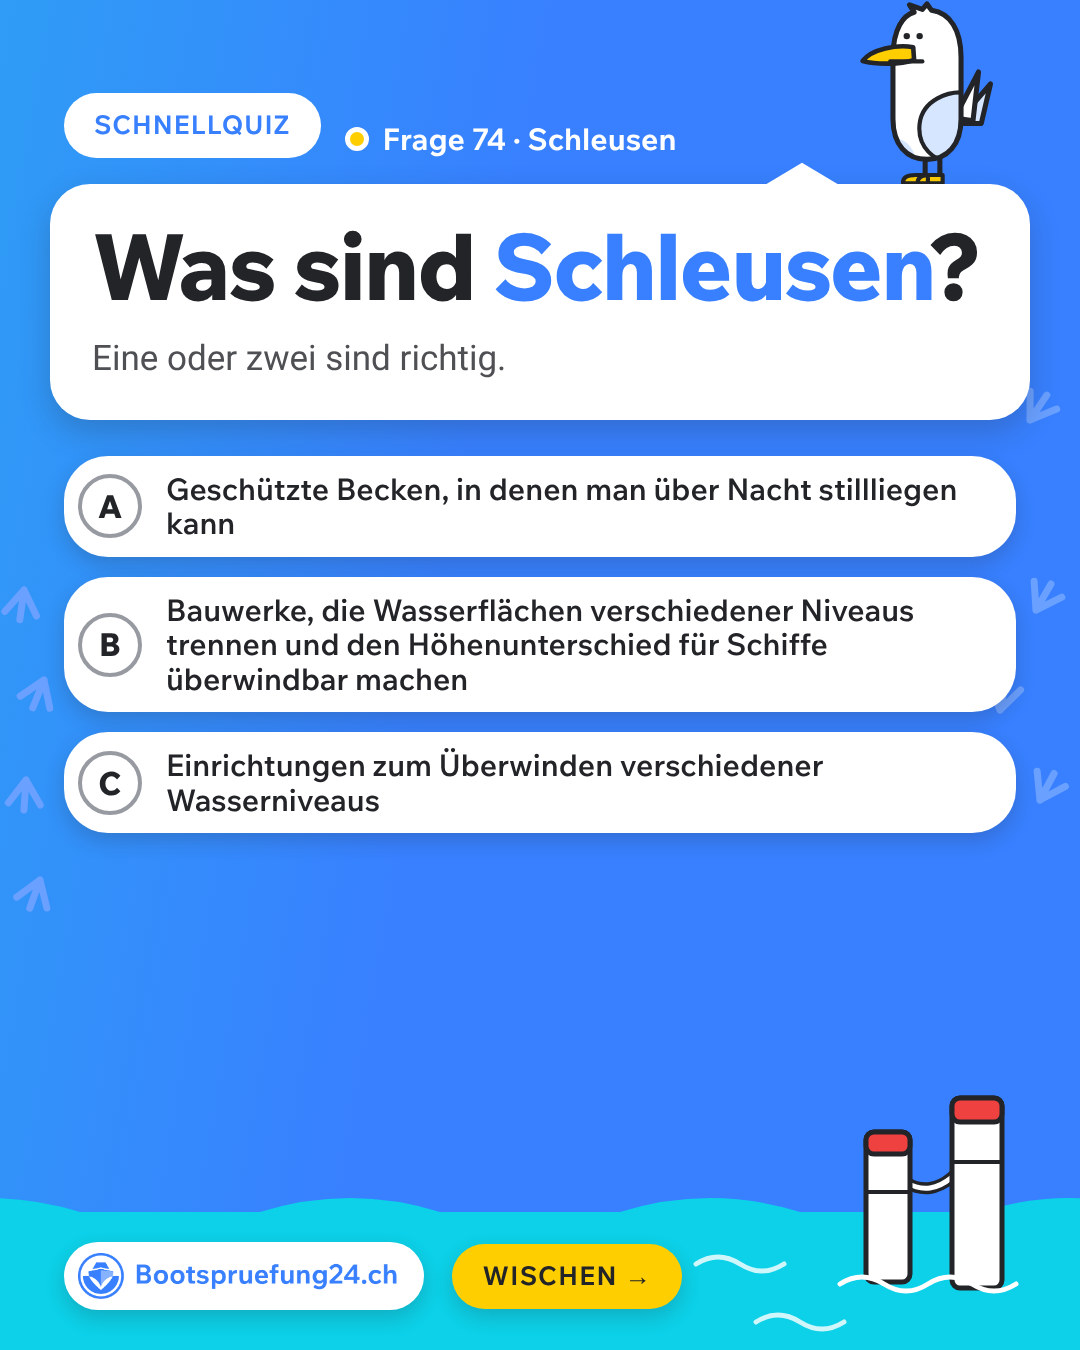 SCHNELLQUIZ
Frage 74 · Schleusen
Was sind Schleusen?
Eine oder zwei sind richtig.
A
Geschützte Becken, in denen man über Nacht stillliegen
kann
B
Bauwerke, die Wasserflächen verschiedener Niveaus
trennen und den Höhenunterschied für Schiffe
überwindbar machen
C
Einrichtungen zum Überwinden verschiedener
Wasserniveaus
Bootspruefung24.ch
WISCHEN →